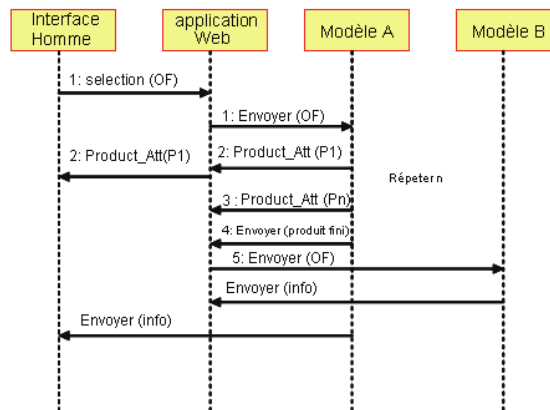 Interface
Homme
application
Web
Modèle A
Modèle B
1: selection (OF)
1: Envoyer (OF)
2: Product_Att(P1)
2: Product_Att (P1)
Répeter n
3 : Product_Att (Pn)
4: Envoyer (produit fini)
5: Envoyer (OF)
Envoyer (info)
Envoyer (info)